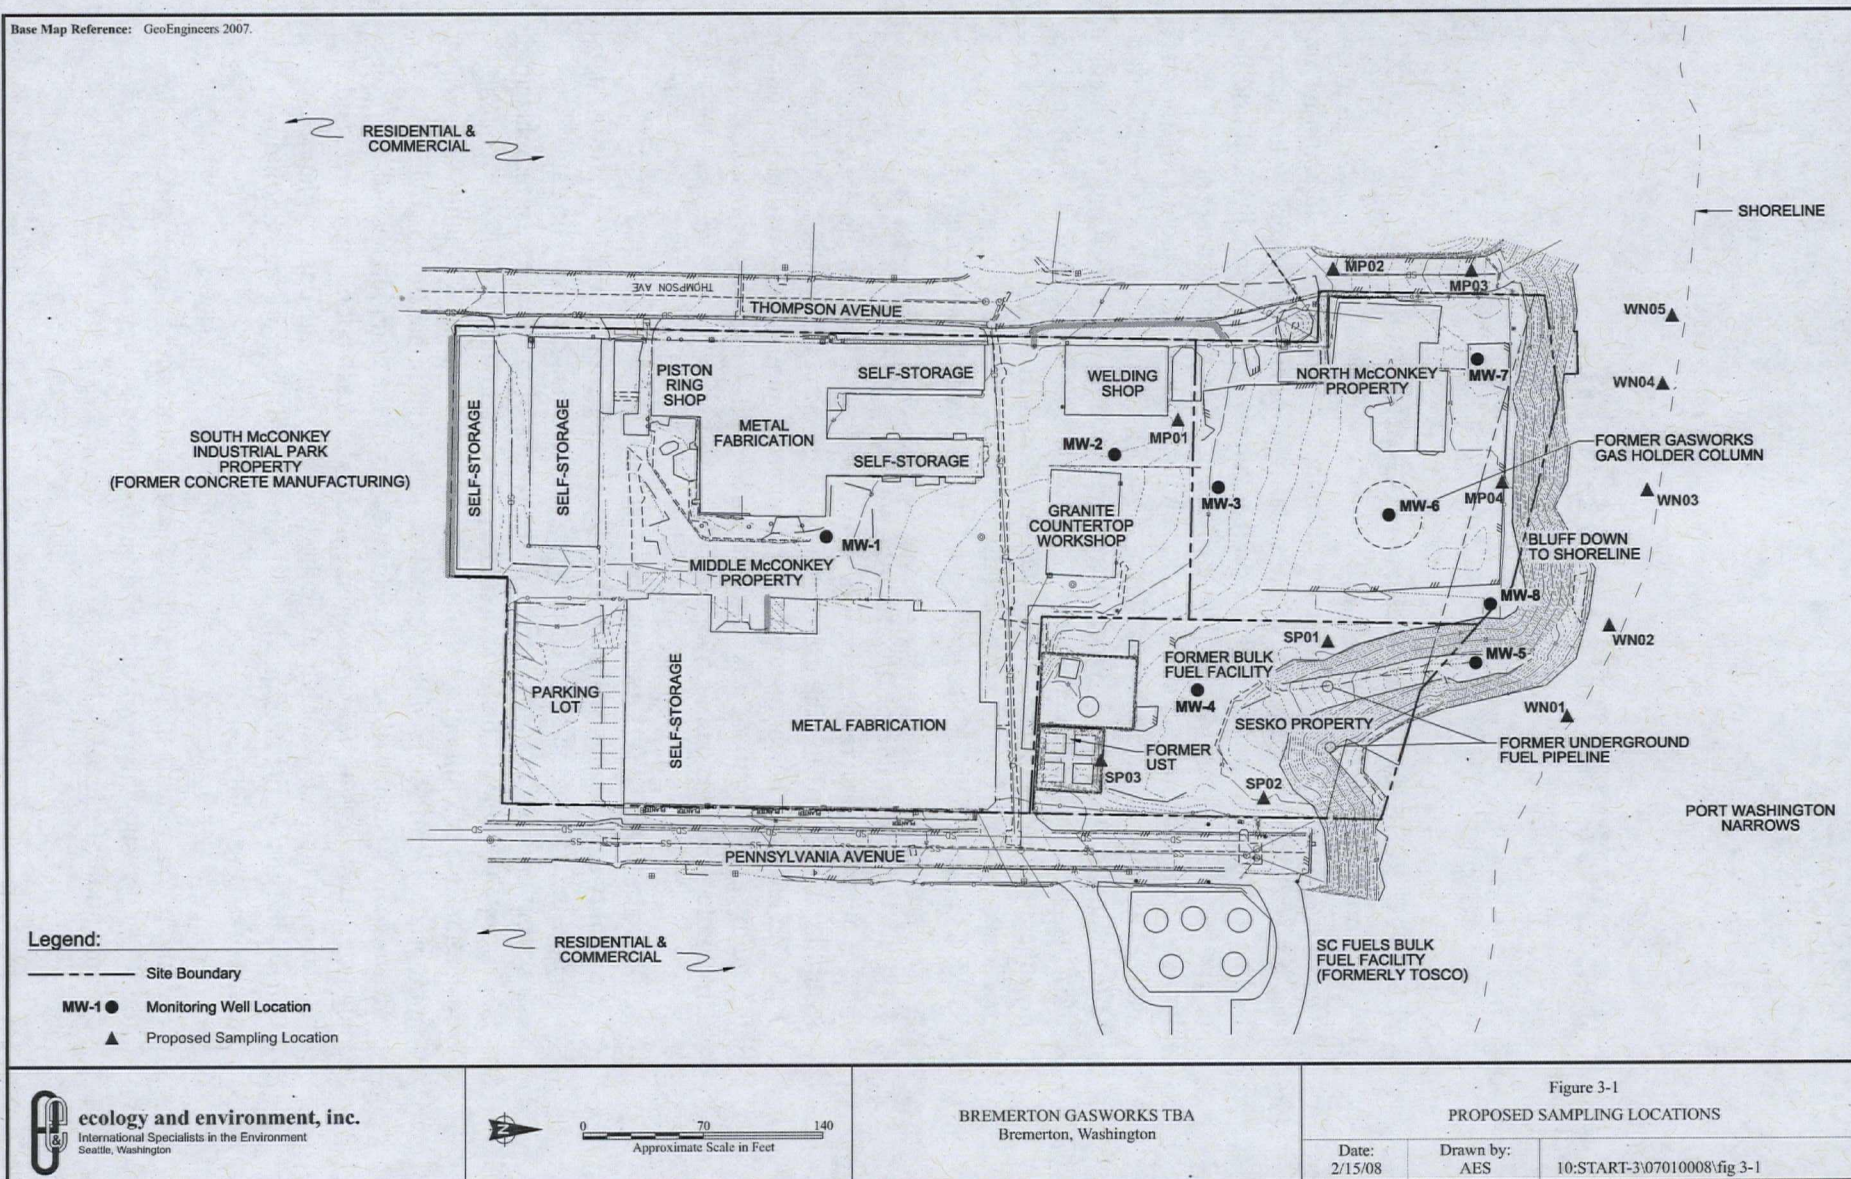 Base Map Reference: GeoEngineers 2007.
RESIDENTIAL &
COMMERCIAL
SHORELINE
MP02
MP03
THOMPSON AVE
THOMPSON AVENUE
WN05
PISTON
RING
SHOP
SELF-STORAGE
WELDING
SHOP
NORTH McCONKEY
PROPERTY
MW-7
WN04
SELF-STORAGE
SELF-STORAGE
METAL
FABRICATION
MP01
SOUTH McCONKEY
INDUSTRIAL PARK
PROPERTY
(FORMER CONCRETE MANUFACTURING)
SELF-STORAGE
MW-2
FORMER GASWORKS
GAS HOLDER COLUMN
MW-3
MP04
WN03
MW-6
GRANITE
COUNTERTOP
WORKSHOP
MW-1
BLUFF DOWN
TO SHORELINE
MIDDLE McCONKEY
PROPERTY
MW-8
SP01
WN02
FORMER BULK
FUEL FACILITY
MW-5
PARKING
LOT
SELF-STORAGE
MW-4
WN01
METAL FABRICATION
SESKO PROPERTY
FORMER
UST
FORMER UNDERGROUND
FUEL PIPELINE
SP03
SP02
PORT WASHINGTON
NARROWS
SD
SD
SD
SS
SS
SS
PENNSYLVANIA AVENUE
RESIDENTIAL &
COMMERCIAL
SC FUELS BULK
FUEL FACILITY
(FORMERLY TOSCO)
Legend:
Site Boundary
MW-1 Monitoring Well Location
Proposed Sampling Location
ecology and environment, inc.
International Specialists in the Environment
Seattle, Washington
N
0 70 140
Approximate Scale in Feet
BREMERTON GASWORKS TBA
Bremerton, Washington
Figure 3-1
PROPOSED SAMPLING LOCATIONS
Date:
2/15/08
Drawn by:
AES
10:START-3\07010008\fig 3-1